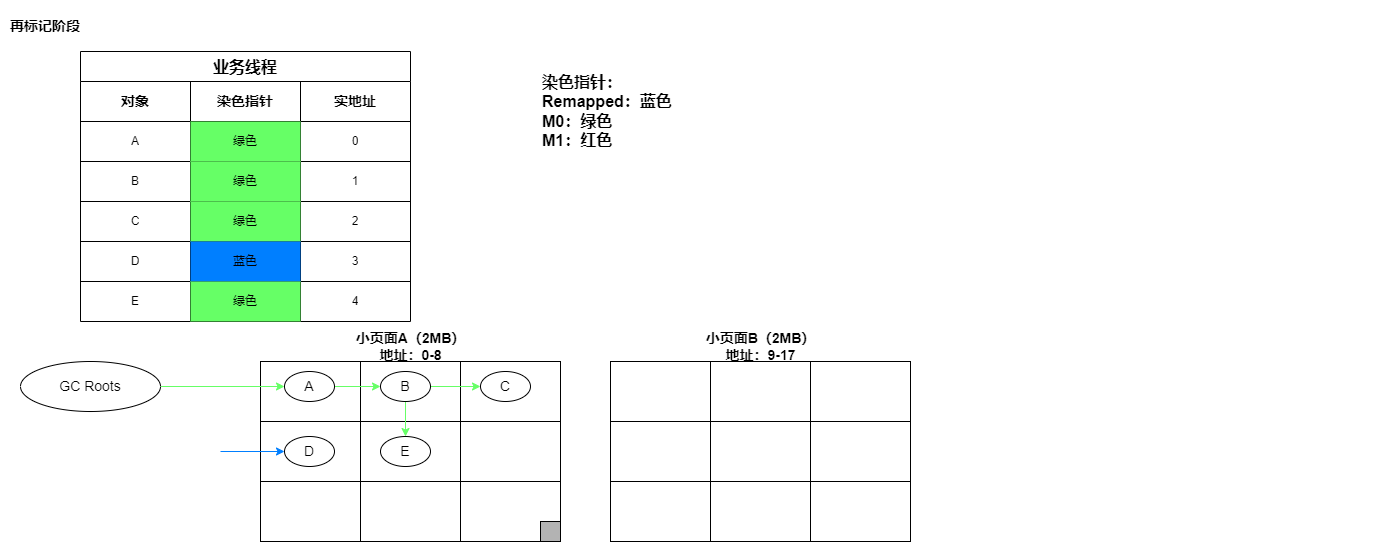 再标记阶段
业务线程
对象 染色指针 实地址
A 绿色 0
B 绿色 1
C 绿色 2
D 蓝色 3
E 绿色 4
染色指针：
Remapped：蓝色
M0：绿色
M1：红色
小页面A（2MB）
地址：0-8
小页面B（2MB）
地址：9-17
GC Roots
A
B
C
D
E